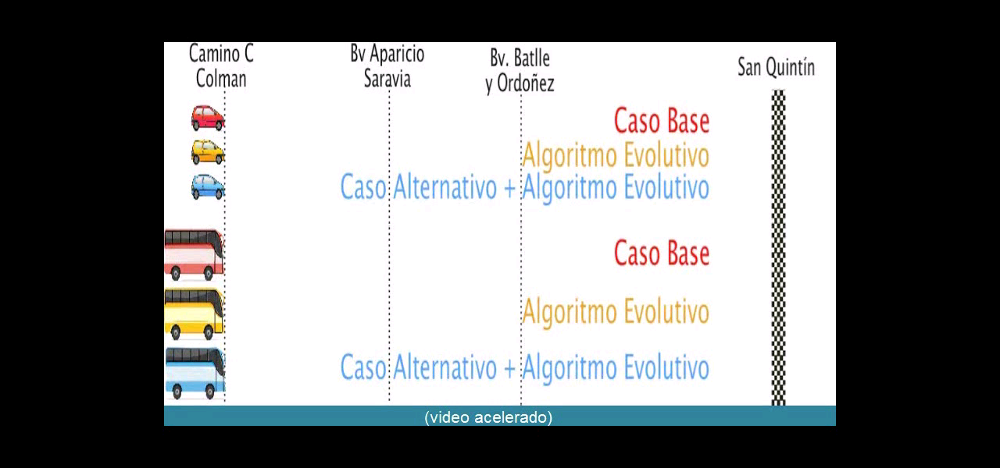 Camino C
Colman
Bv Aparicio
Saravia
Bv. Batlle
y Ordoñez
San Quintín
Caso Base
Algoritmo Evolutivo
Caso Alternativo + Algoritmo Evolutivo
Caso Base
Algoritmo Evolutivo
Caso Alternativo + Algoritmo Evolutivo
(video acelerado)